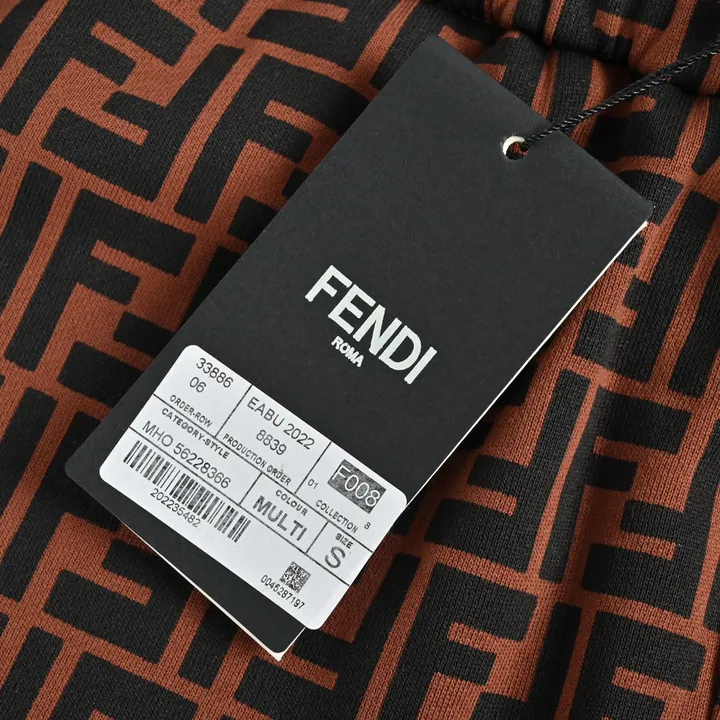 FENDI
ROMA
33886
06
EABU 2022
8839
F008
ORDER-ROW
PRODUCTION ORDER
01
COLLECTION
8
CATEGORY-STYLE
MHO 56228366
COLOUR
MULTI
SIZE
S
202235482
0045287197